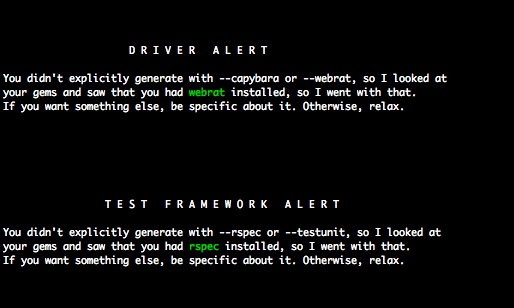 D R I V E R   A L E R T
You didn't explicitly generate with --capybara or --webrat, so I looked at
your gems and saw that you had webrat installed, so I went with that.
If you want something else, be specific about it. Otherwise, relax.
T E S T   F R A M E W O R K   A L E R T
You didn't explicitly generate with --rspec or --testunit, so I looked at
your gems and saw that you had rspec installed, so I went with that.
If you want something else, be specific about it. Otherwise, relax.